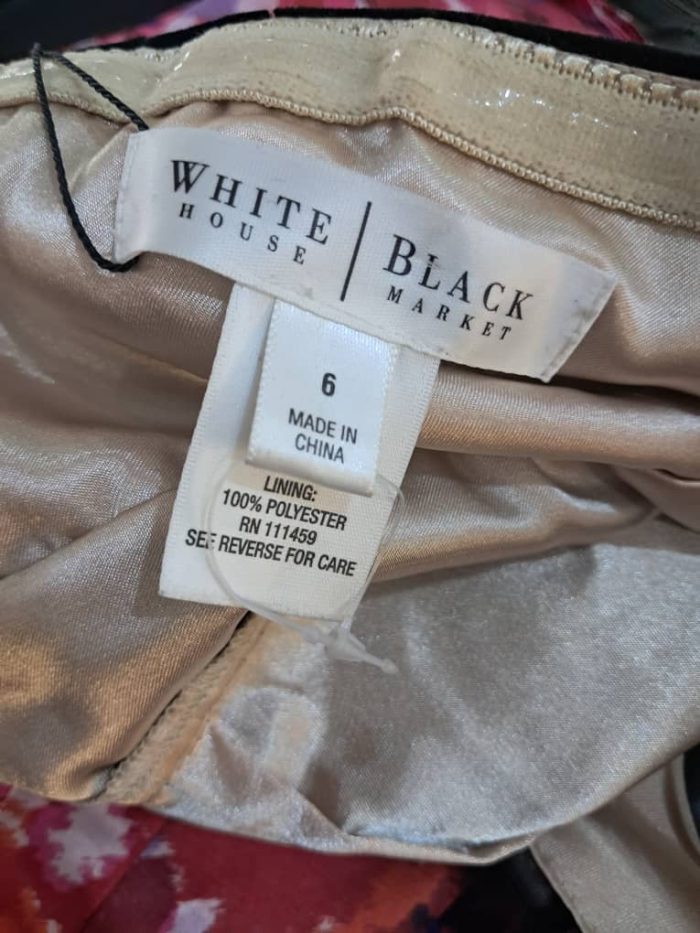 WHITE
HOUSE
BLACK
MARKET
6
MADE IN
CHINA
LINING:
100% POLYESTER
RN 111459
SEE REVERSE FOR CARE